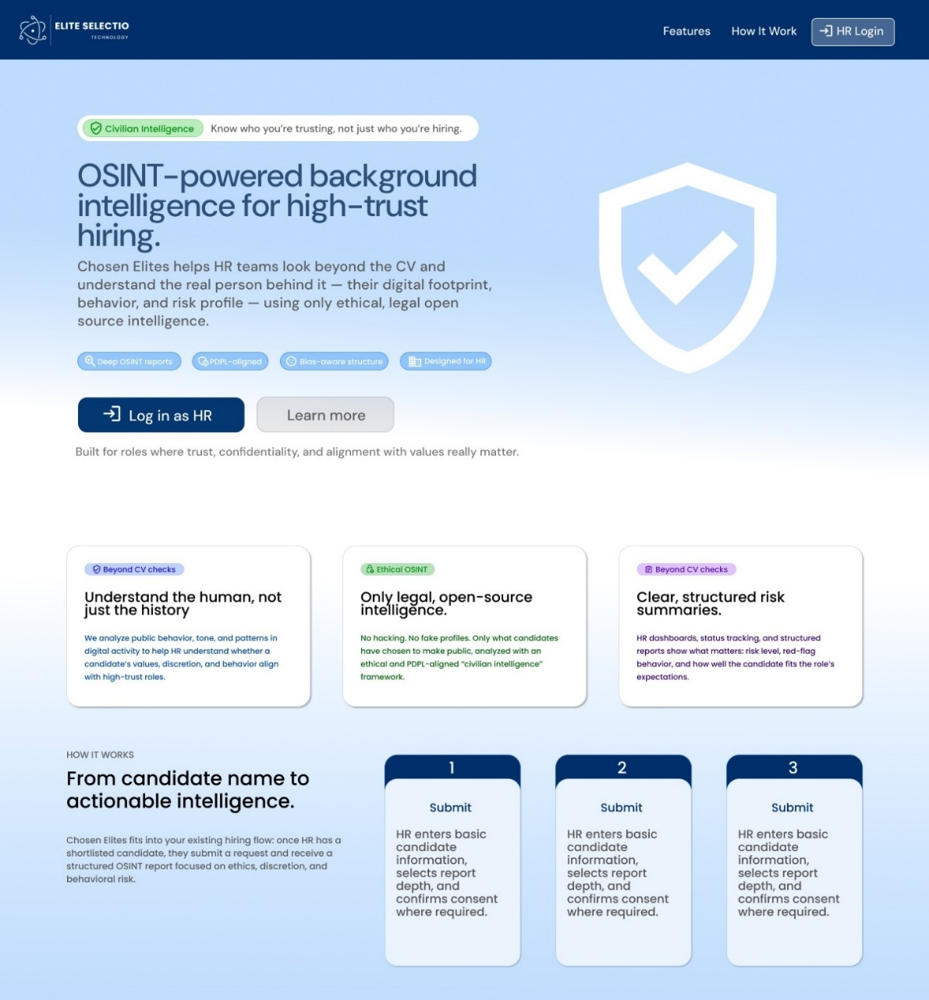 ELITE SELECTIO
TECHNOLOGY
Features
How It Work
HR Login
Civilian Intelligence
Know who you're trusting, not just who you're hiring.
OSINT-powered background
intelligence for high-trust
hiring.
Chosen Elites helps HR teams look beyond the CV and
understand the real person behind it — their digital footprint,
behavior, and risk profile — using only ethical, legal open
source intelligence.
Deep OSINT reports
PDPL-aligned
Bias-aware structure
Designed for HR
Log in as HR
Learn more
Built for roles where trust, confidentiality, and alignment with values really matter.
Beyond CV checks
Understand the human, not
just the history
We analyze public behavior, tone, and patterns in
digital activity to help HR understand whether a
candidate's values, discretion, and behavior align
with high-trust roles.
Ethical OSINT
Only legal, open-source
intelligence.
No hacking. No fake profiles. Only what candidates
have chosen to make public, analyzed with an
ethical and PDPL-aligned "civilian intelligence"
framework.
Beyond CV checks
Clear, structured risk
summaries.
HR dashboards, status tracking, and structured
reports show what matters: risk level, red-flag
behavior, and how well the candidate fits the role's
expectations.
HOW IT WORKS
From candidate name to
actionable intelligence.
Chosen Elites fits into your existing hiring flow: once HR has a
shortlisted candidate, they submit a request and receive a
structured OSINT report focused on ethics, discretion, and
behavioral risk.
1
Submit
HR enters basic
candidate
information,
selects report
depth, and
confirms consent
where required.
2
Submit
HR enters basic
candidate
information,
selects report
depth, and
confirms consent
where required.
3
Submit
HR enters basic
candidate
information,
selects report
depth, and
confirms consent
where required.